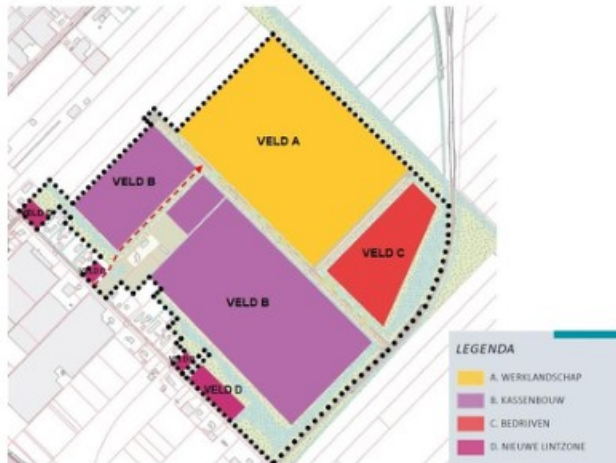 VELD A
VELD B
VELD C
VELD B
VELD D
LEGENDA
A. WERKLANDSCHAP
B. KASSENBOUW
C. BEDRIJVEN
D. NIEUWE LINTZONE